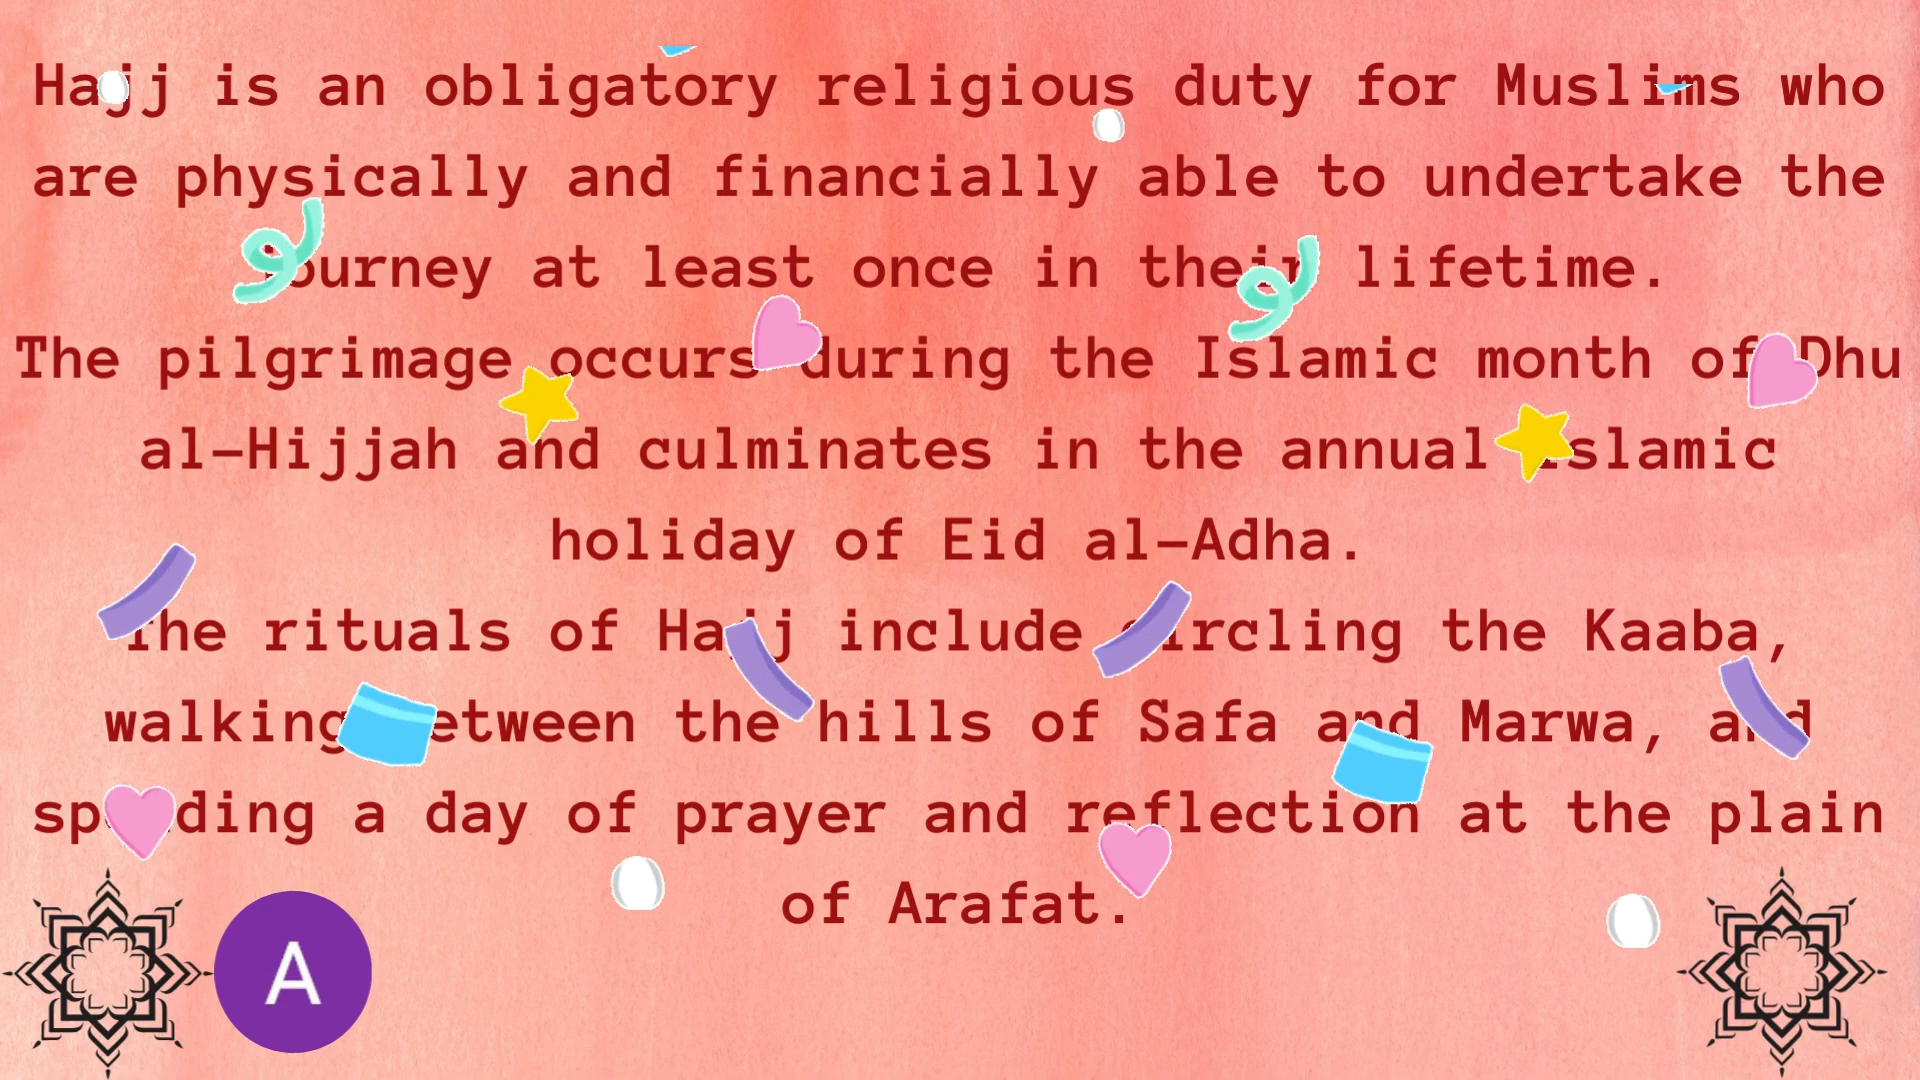 Hajj is an obligatory religious duty for Muslims who
are physically and financially able to undertake the
journey at least once in their lifetime.
The pilgrimage occurs during the Islamic month of Dhu
al-Hijjah and culminates in the annual Islamic
holiday of Eid al-Adha.
The rituals of Hajj include circling the Kaaba,
walking between the hills of Safa and Marwa, and
spending a day of prayer and reflection at the plain
of Arafat.
A